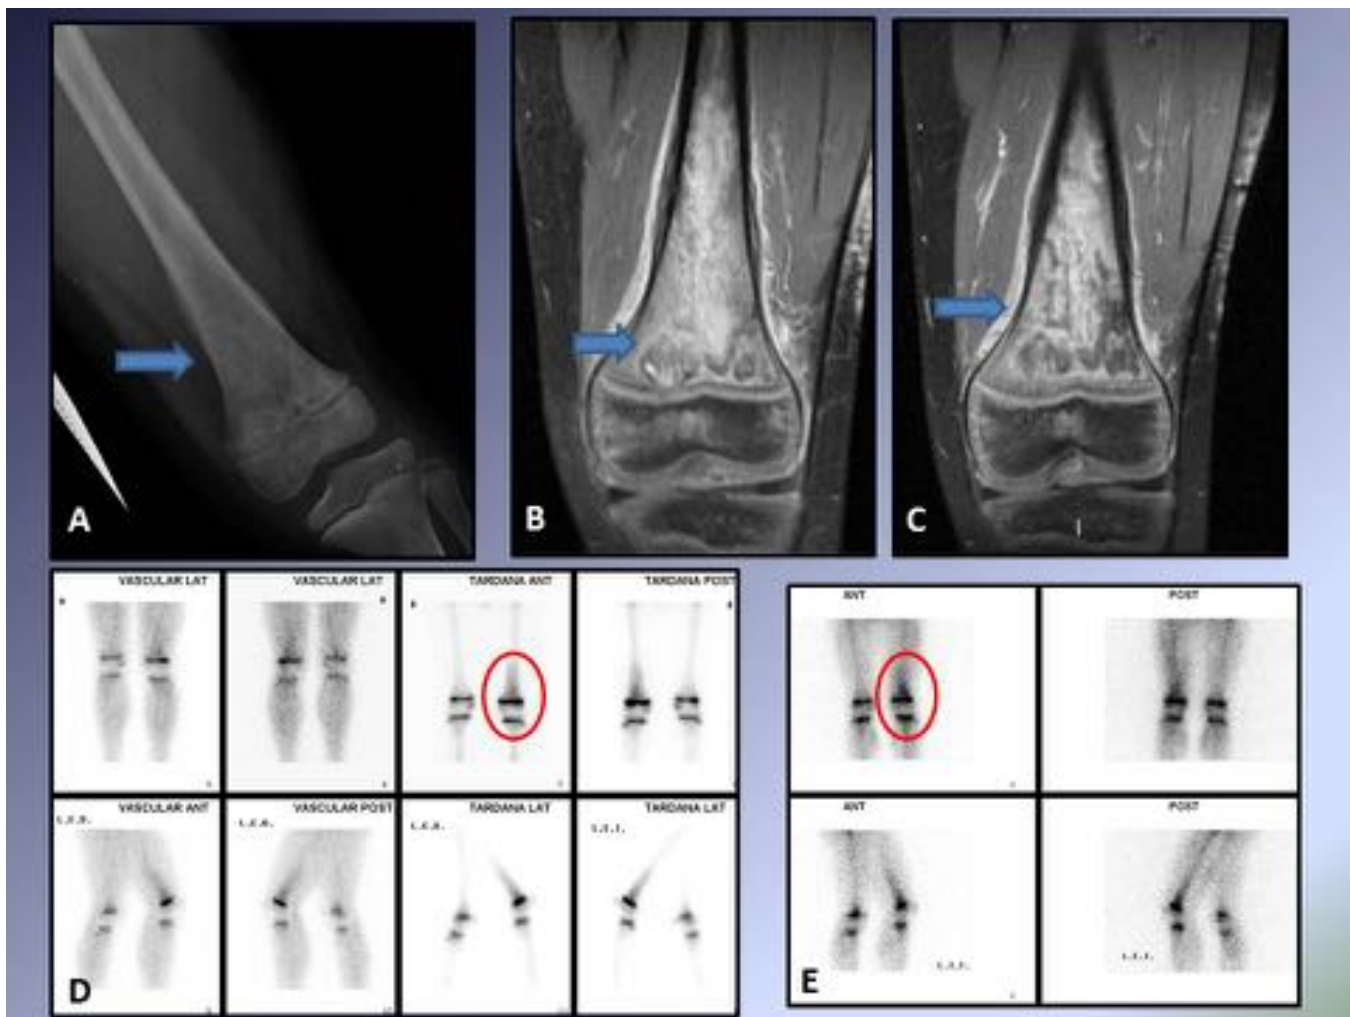 A
B
C
VASCULAR LAT
VASCULAR LAT
TARDANA ANT
TARDANA POST
ANT
POST
VASCULAR ANT
VASCULAR POST
TARDANA LAT
TARDANA LAT
ANT
POST
D
E